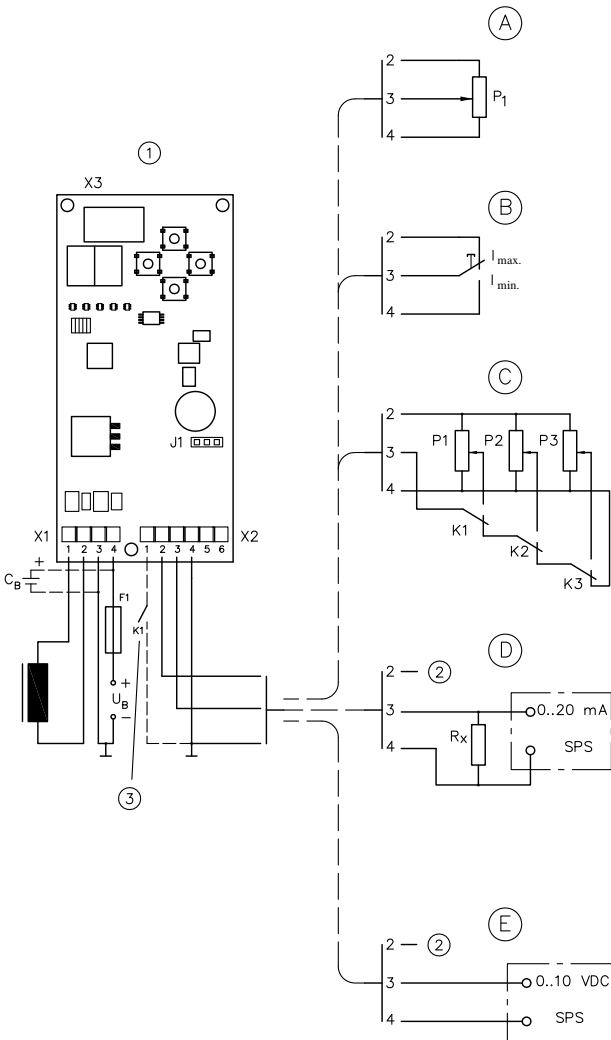 A
2
3
P1
4
1
X3
B
2
3
Imax.
Imin.
4
C
2
P1 P2 P3
3
4
K1
K2
K3
J1
X1
X2
1 2 3 4
1 2 3 4 5 6
+
CB
F1
K1
+
UB
−
3
D
2 – 2
3
0..20 mA
Rx
SPS
4
E
2 – 2
3
0..10 VDC
4
SPS